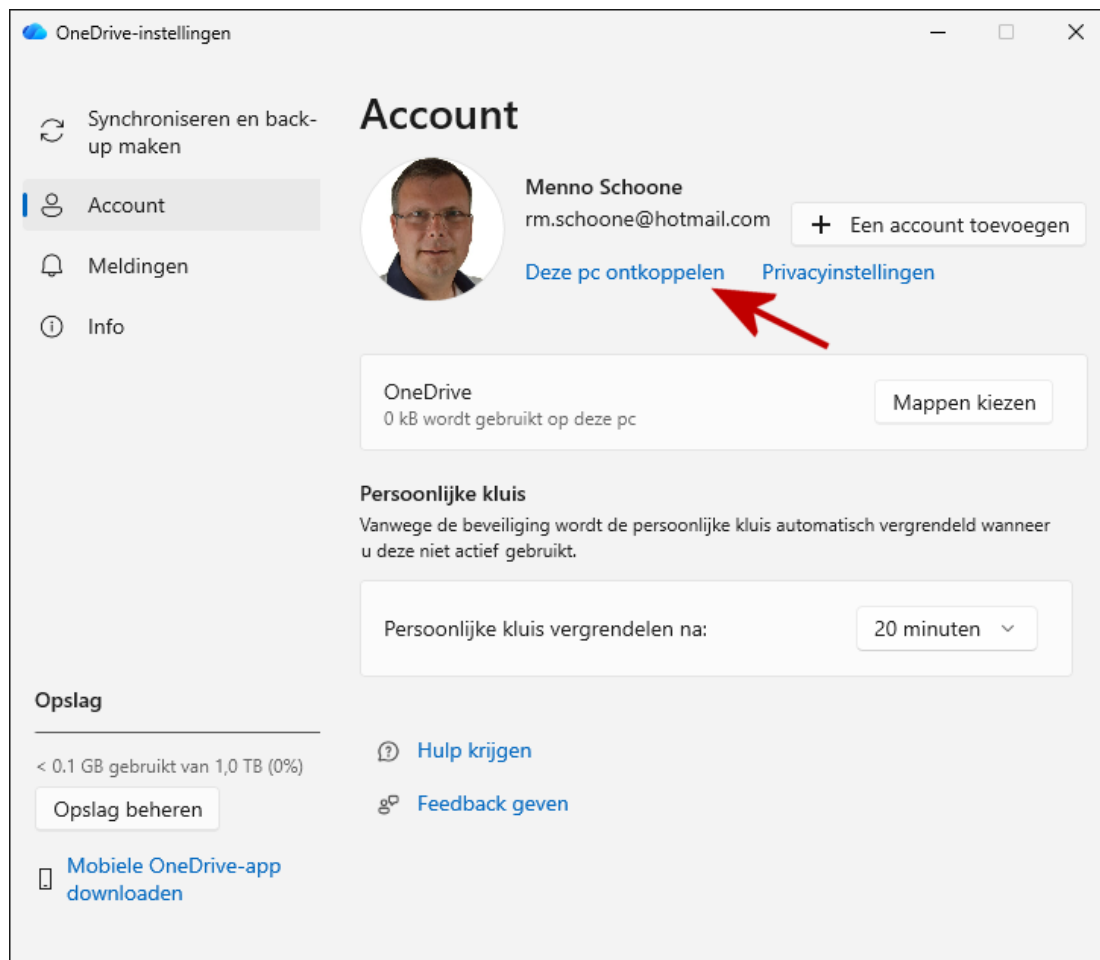 OneDrive-instellingen
Synchroniseren en back-
up maken
Account
Meldingen
Info
Opslag
< 0.1 GB gebruikt van 1,0 TB (0%)
Opslag beheren
Mobiele OneDrive-app
downloaden
Account
Menno Schoone
rm.schoone@hotmail.com
Een account toevoegen
Deze pc ontkoppelen Privacyinstellingen
OneDrive
0 kB wordt gebruikt op deze pc
Mappen kiezen
Persoonlijke kluis
Vanwege de beveiliging wordt de persoonlijke kluis automatisch vergrendeld wanneer
u deze niet actief gebruikt.
Persoonlijke kluis vergrendelen na: 20 minuten
Hulp krijgen
Feedback geven